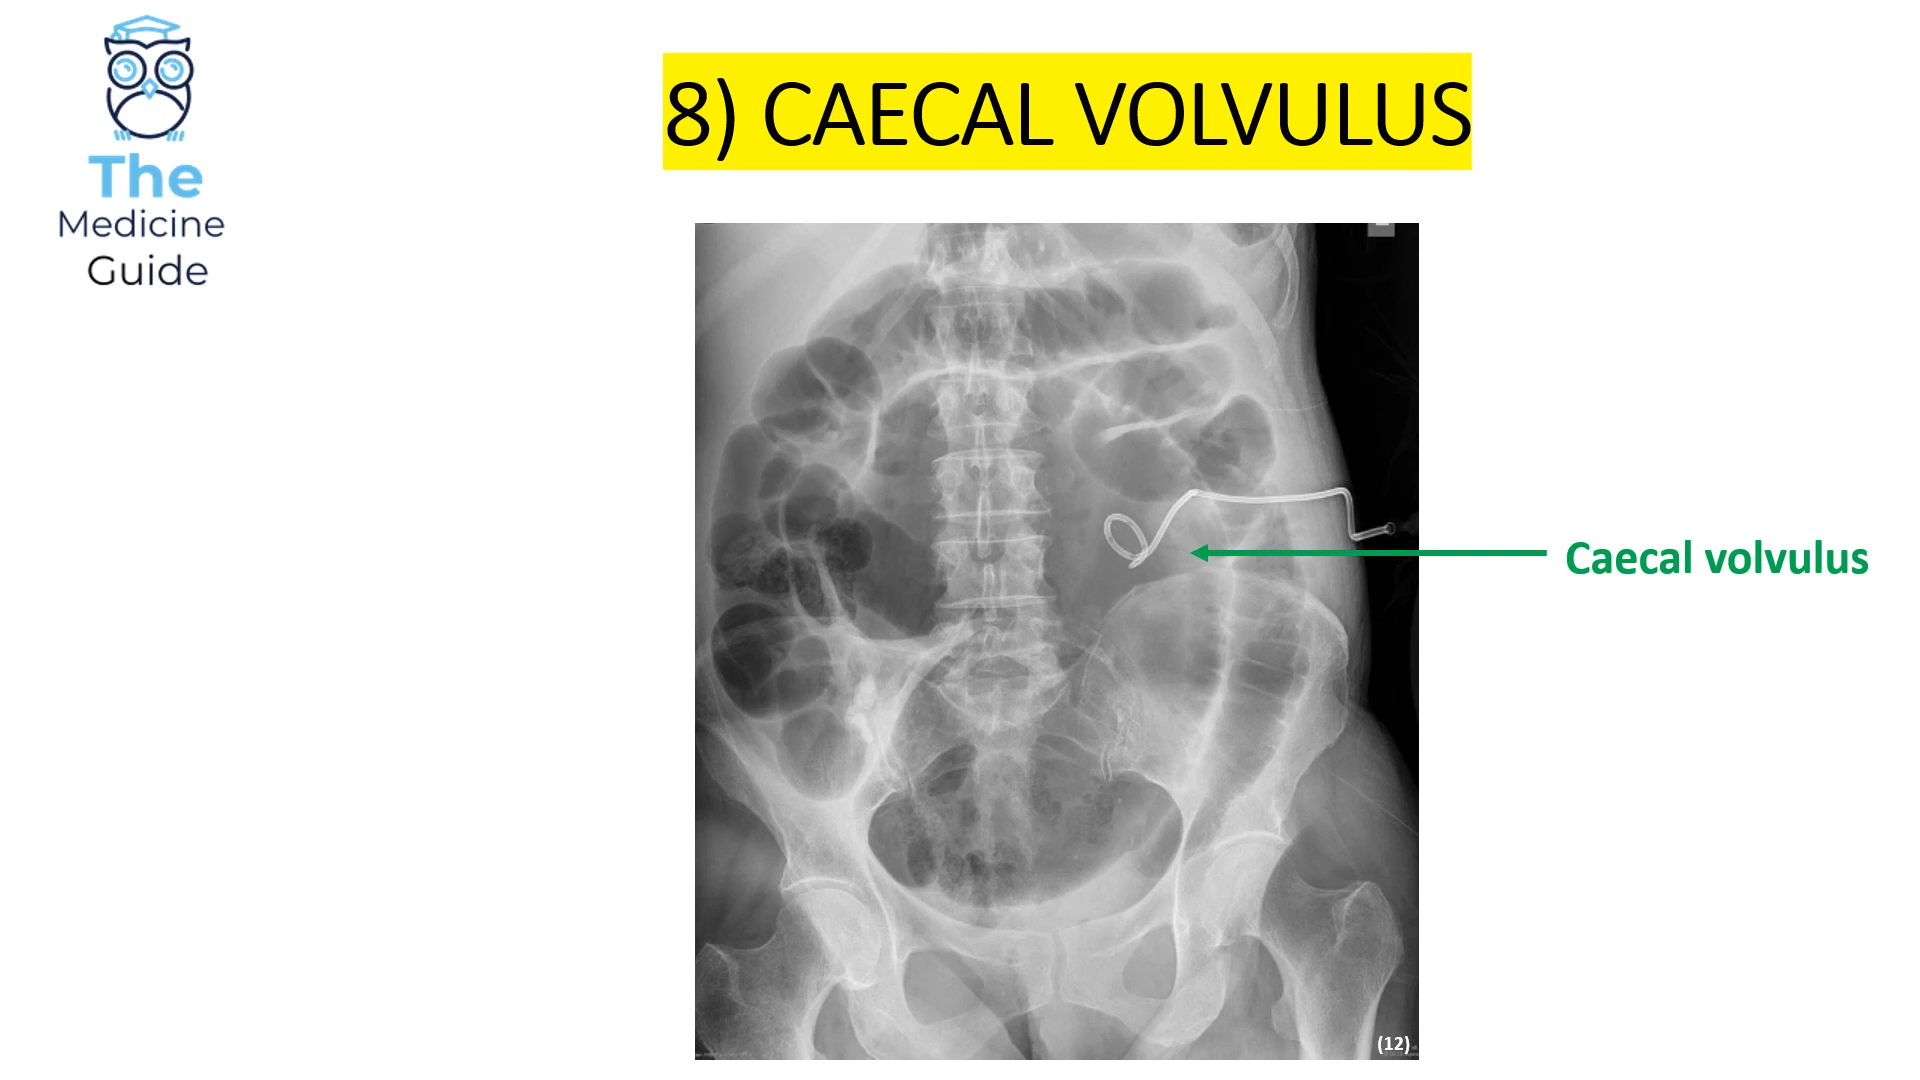 The
Medicine
Guide
8) CAECAL VOLVULUS
Caecal volvulus
(12)